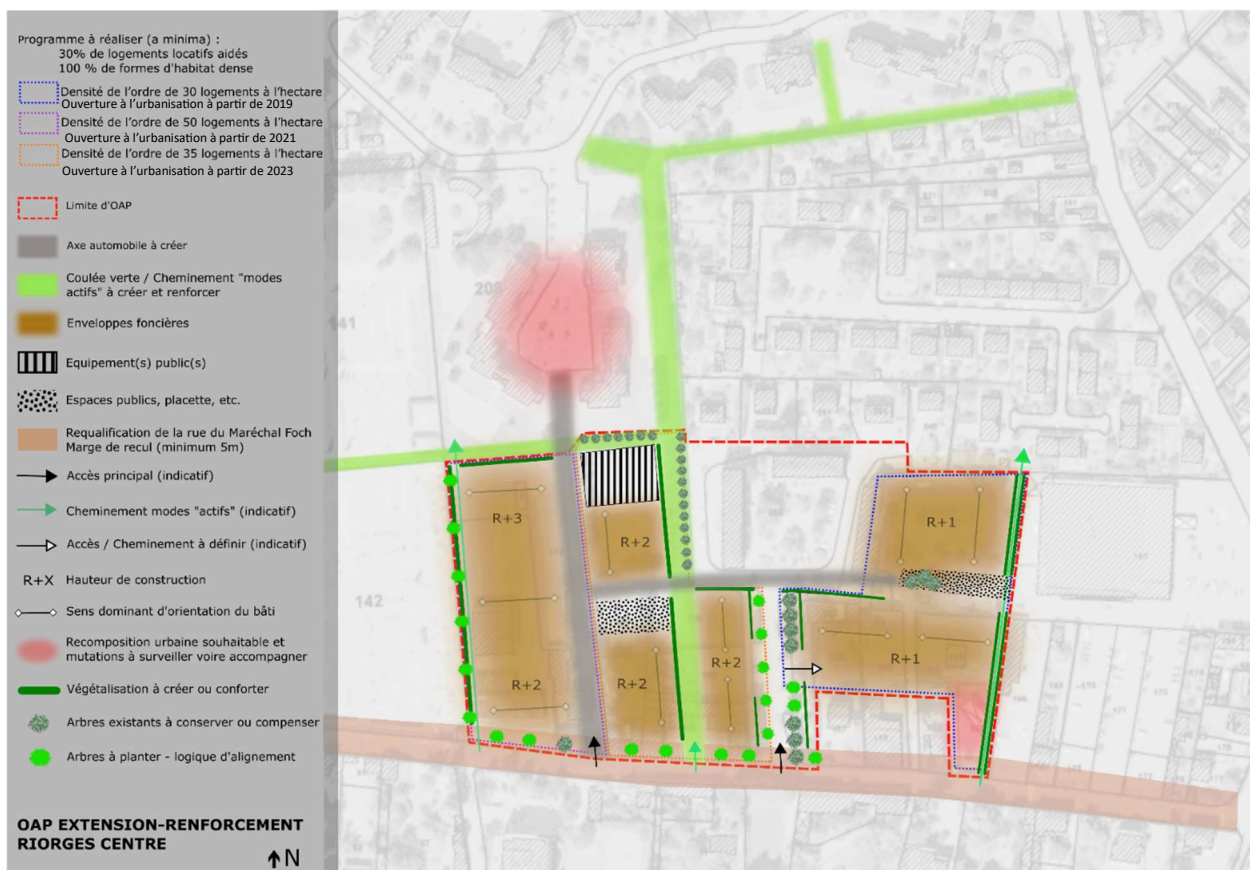 Programme à réaliser (a minima) :
30% de logements locatifs aidés
100 % de formes d'habitat dense
Densité de l'ordre de 30 logements à l'hectare
Ouverture à l'urbanisation à partir de 2019
Densité de l'ordre de 50 logements à l'hectare
Ouverture à l'urbanisation à partir de 2021
Densité de l'ordre de 35 logements à l'hectare
Ouverture à l'urbanisation à partir de 2023
Limite d'OAP
Axe automobile à créer
Coulée verte / Cheminement "modes
actifs" à créer et renforcer
Enveloppes foncières
Equipement(s) public(s)
Espaces publics, placette, etc.
Requalification de la rue du Maréchal Foch
Marge de recul (minimum 5m)
Accès principal (indicatif)
Cheminement modes "actifs" (indicatif)
Accès / Cheminement à définir (indicatif)
R+X Hauteur de construction
Sens dominant d'orientation du bâti
Recomposition urbaine souhaitable et
mutations à surveiller voire accompagner
Végétalisation à créer ou conforter
Arbres existants à conserver ou compenser
Arbres à planter - logique d'alignement
OAP EXTENSION-RENFORCEMENT
RIORGES CENTRE
N
208
141
142
R+3
R+2
R+1
R+2
R+2
R+2
R+1